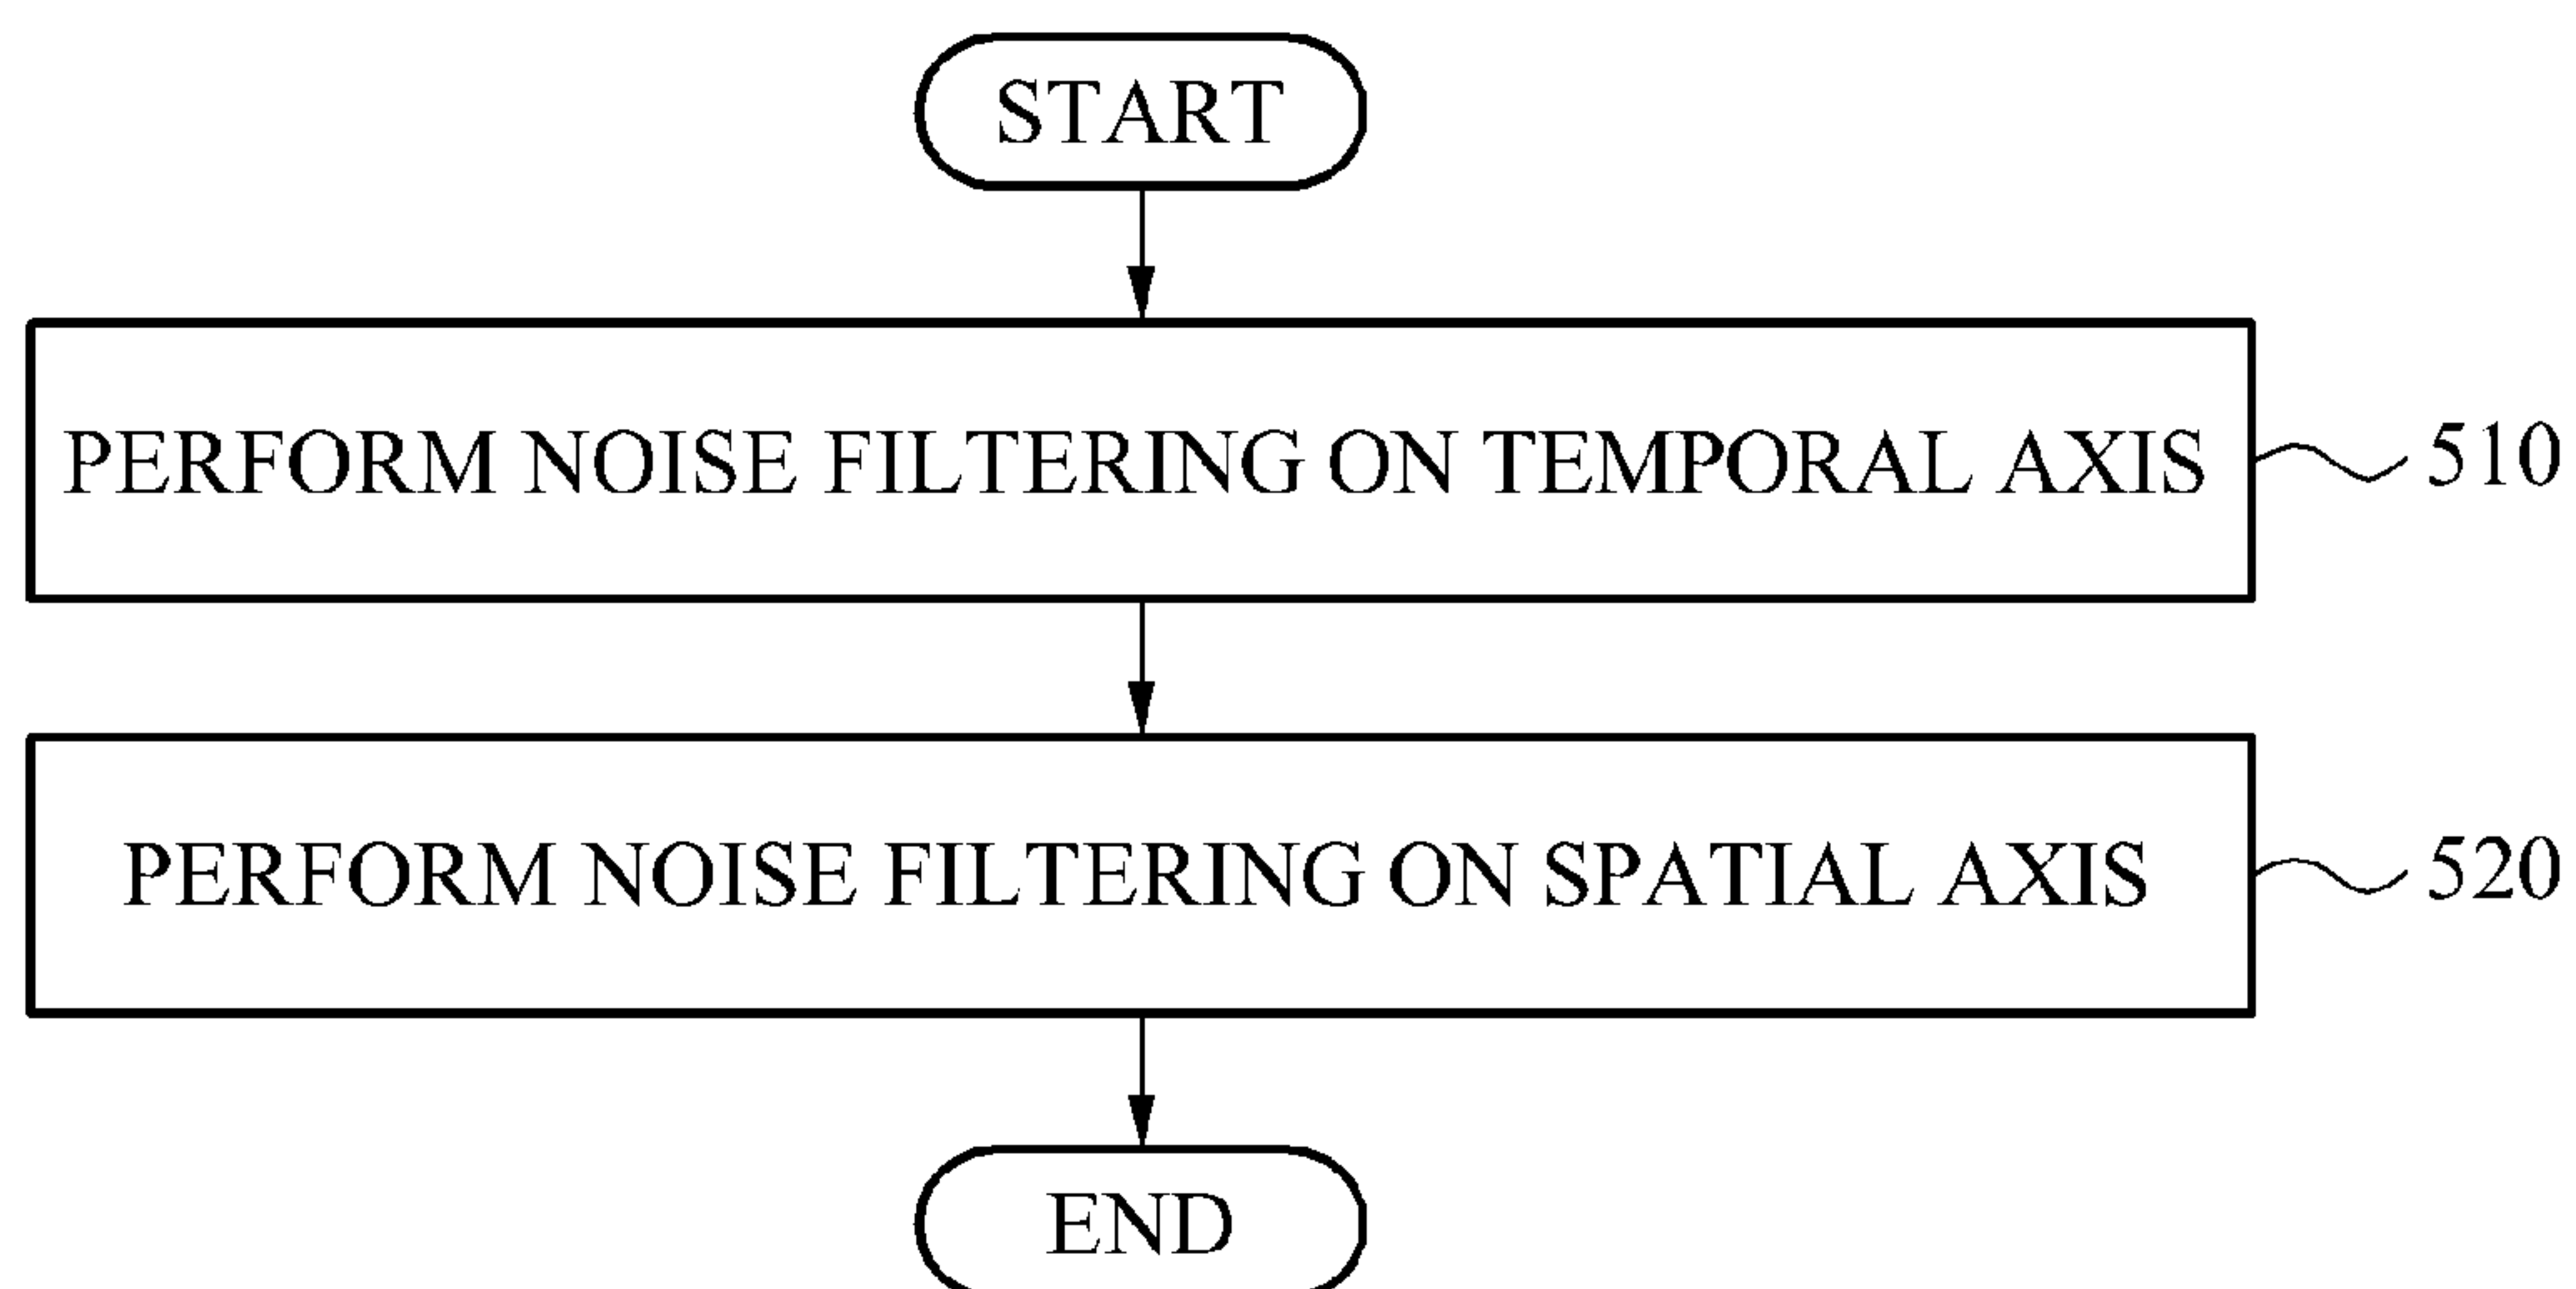 START
PERFORM NOISE FILTERING ON TEMPORAL AXIS
510
PERFORM NOISE FILTERING ON SPATIAL AXIS
520
END